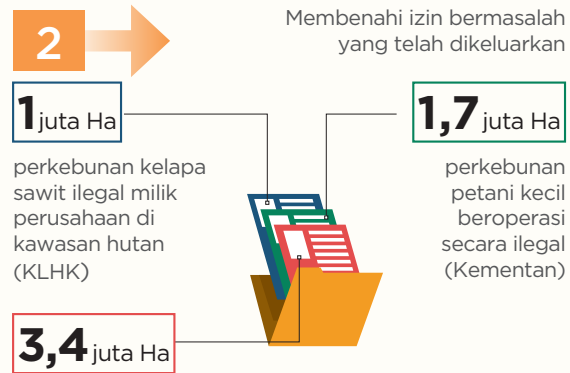 2
Membenahi izin bermasalah
yang telah dikeluarkan
1 juta Ha
perkebunan kelapa
sawit ilegal milik
perusahaan di
kawasan hutan
(KLHK)
1,7 juta Ha
perkebunan
petani kecil
beroperasi
secara ilegal
(Kementan)
3,4 juta Ha